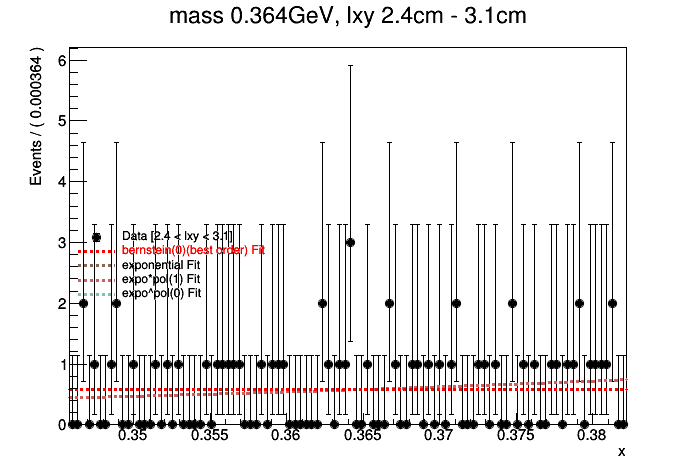 mass 0.364GeV, lxy 2.4cm - 3.1cm
Events / ( 0.000364 )
6
5
4
3
2
1
0
Data [2.4 < lxy < 3.1]
bernstein(0)(best order) Fit
exponential Fit
expo*pol(1) Fit
expo^pol(0) Fit
0.35 0.355 0.36 0.365 0.37 0.375 0.38
x